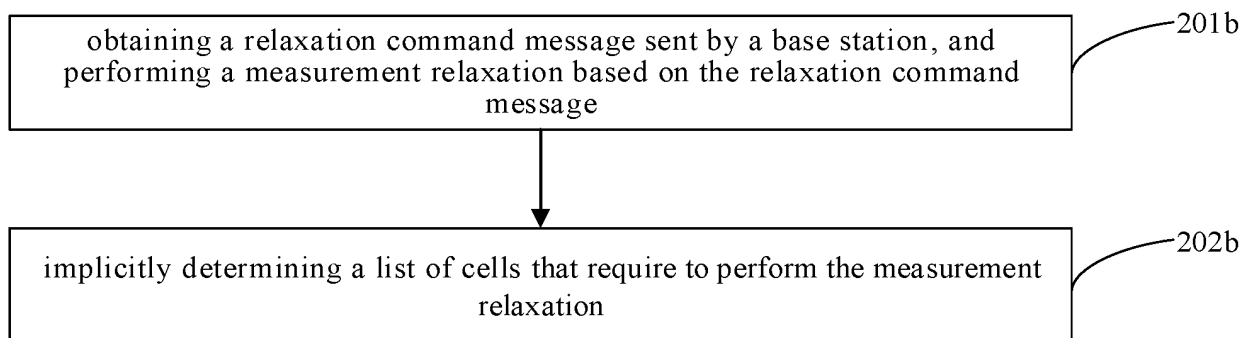 obtaining a relaxation command message sent by a base station, and
performing a measurement relaxation based on the relaxation command
message
201b
implicitly determining a list of cells that require to perform the measurement
relaxation
202b